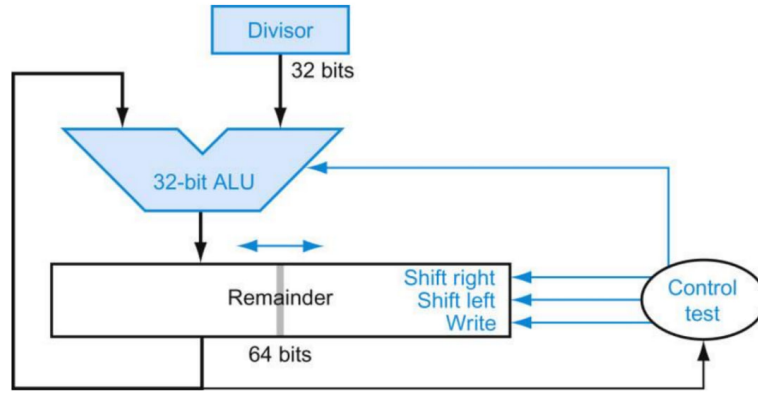 Divisor
32 bits
32-bit ALU
Remainder
Shift right
Shift left
Write
Control
test
64 bits